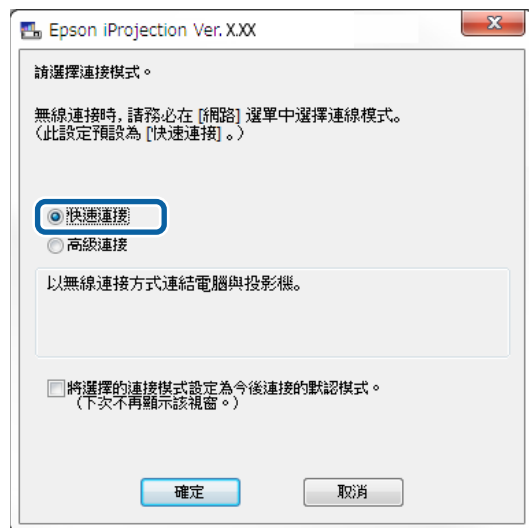 Epson iProjection Ver. X.XX
請選擇連接模式。
無線連接時, 請務必在 [網路] 選單中選擇連線模式。
(此設定預設為 [快速連接] 。)
快速連接
高級連接
以無線連接方式連結電腦與投影機。
將選擇的連接模式設定為今後連接的默認模式。
(下次不再顯示該視窗。)
確定
取消